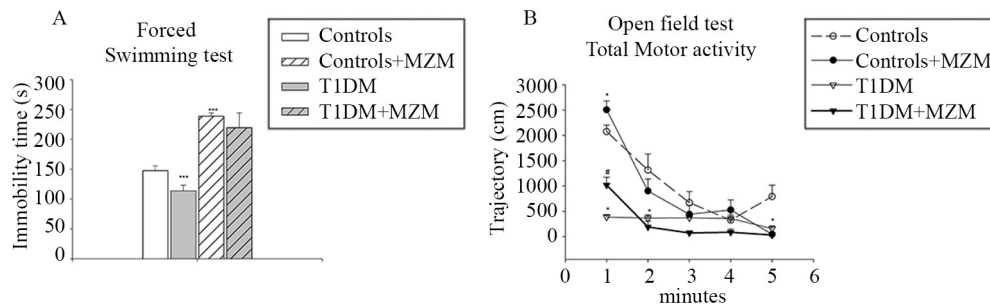 A
Forced
Swimming test
Controls
Controls+MZM
T1DM
T1DM+MZM
Immobility time (s)
300
250
200
150
100
50
0
***
***
B
Open field test
Total Motor activity
Controls
Controls+MZM
T1DM
T1DM+MZM
Trajectory (cm)
3000
2500
2000
1500
1000
500
0
*
#
*
*
*
0 1 2 3 4 5 6
minutes